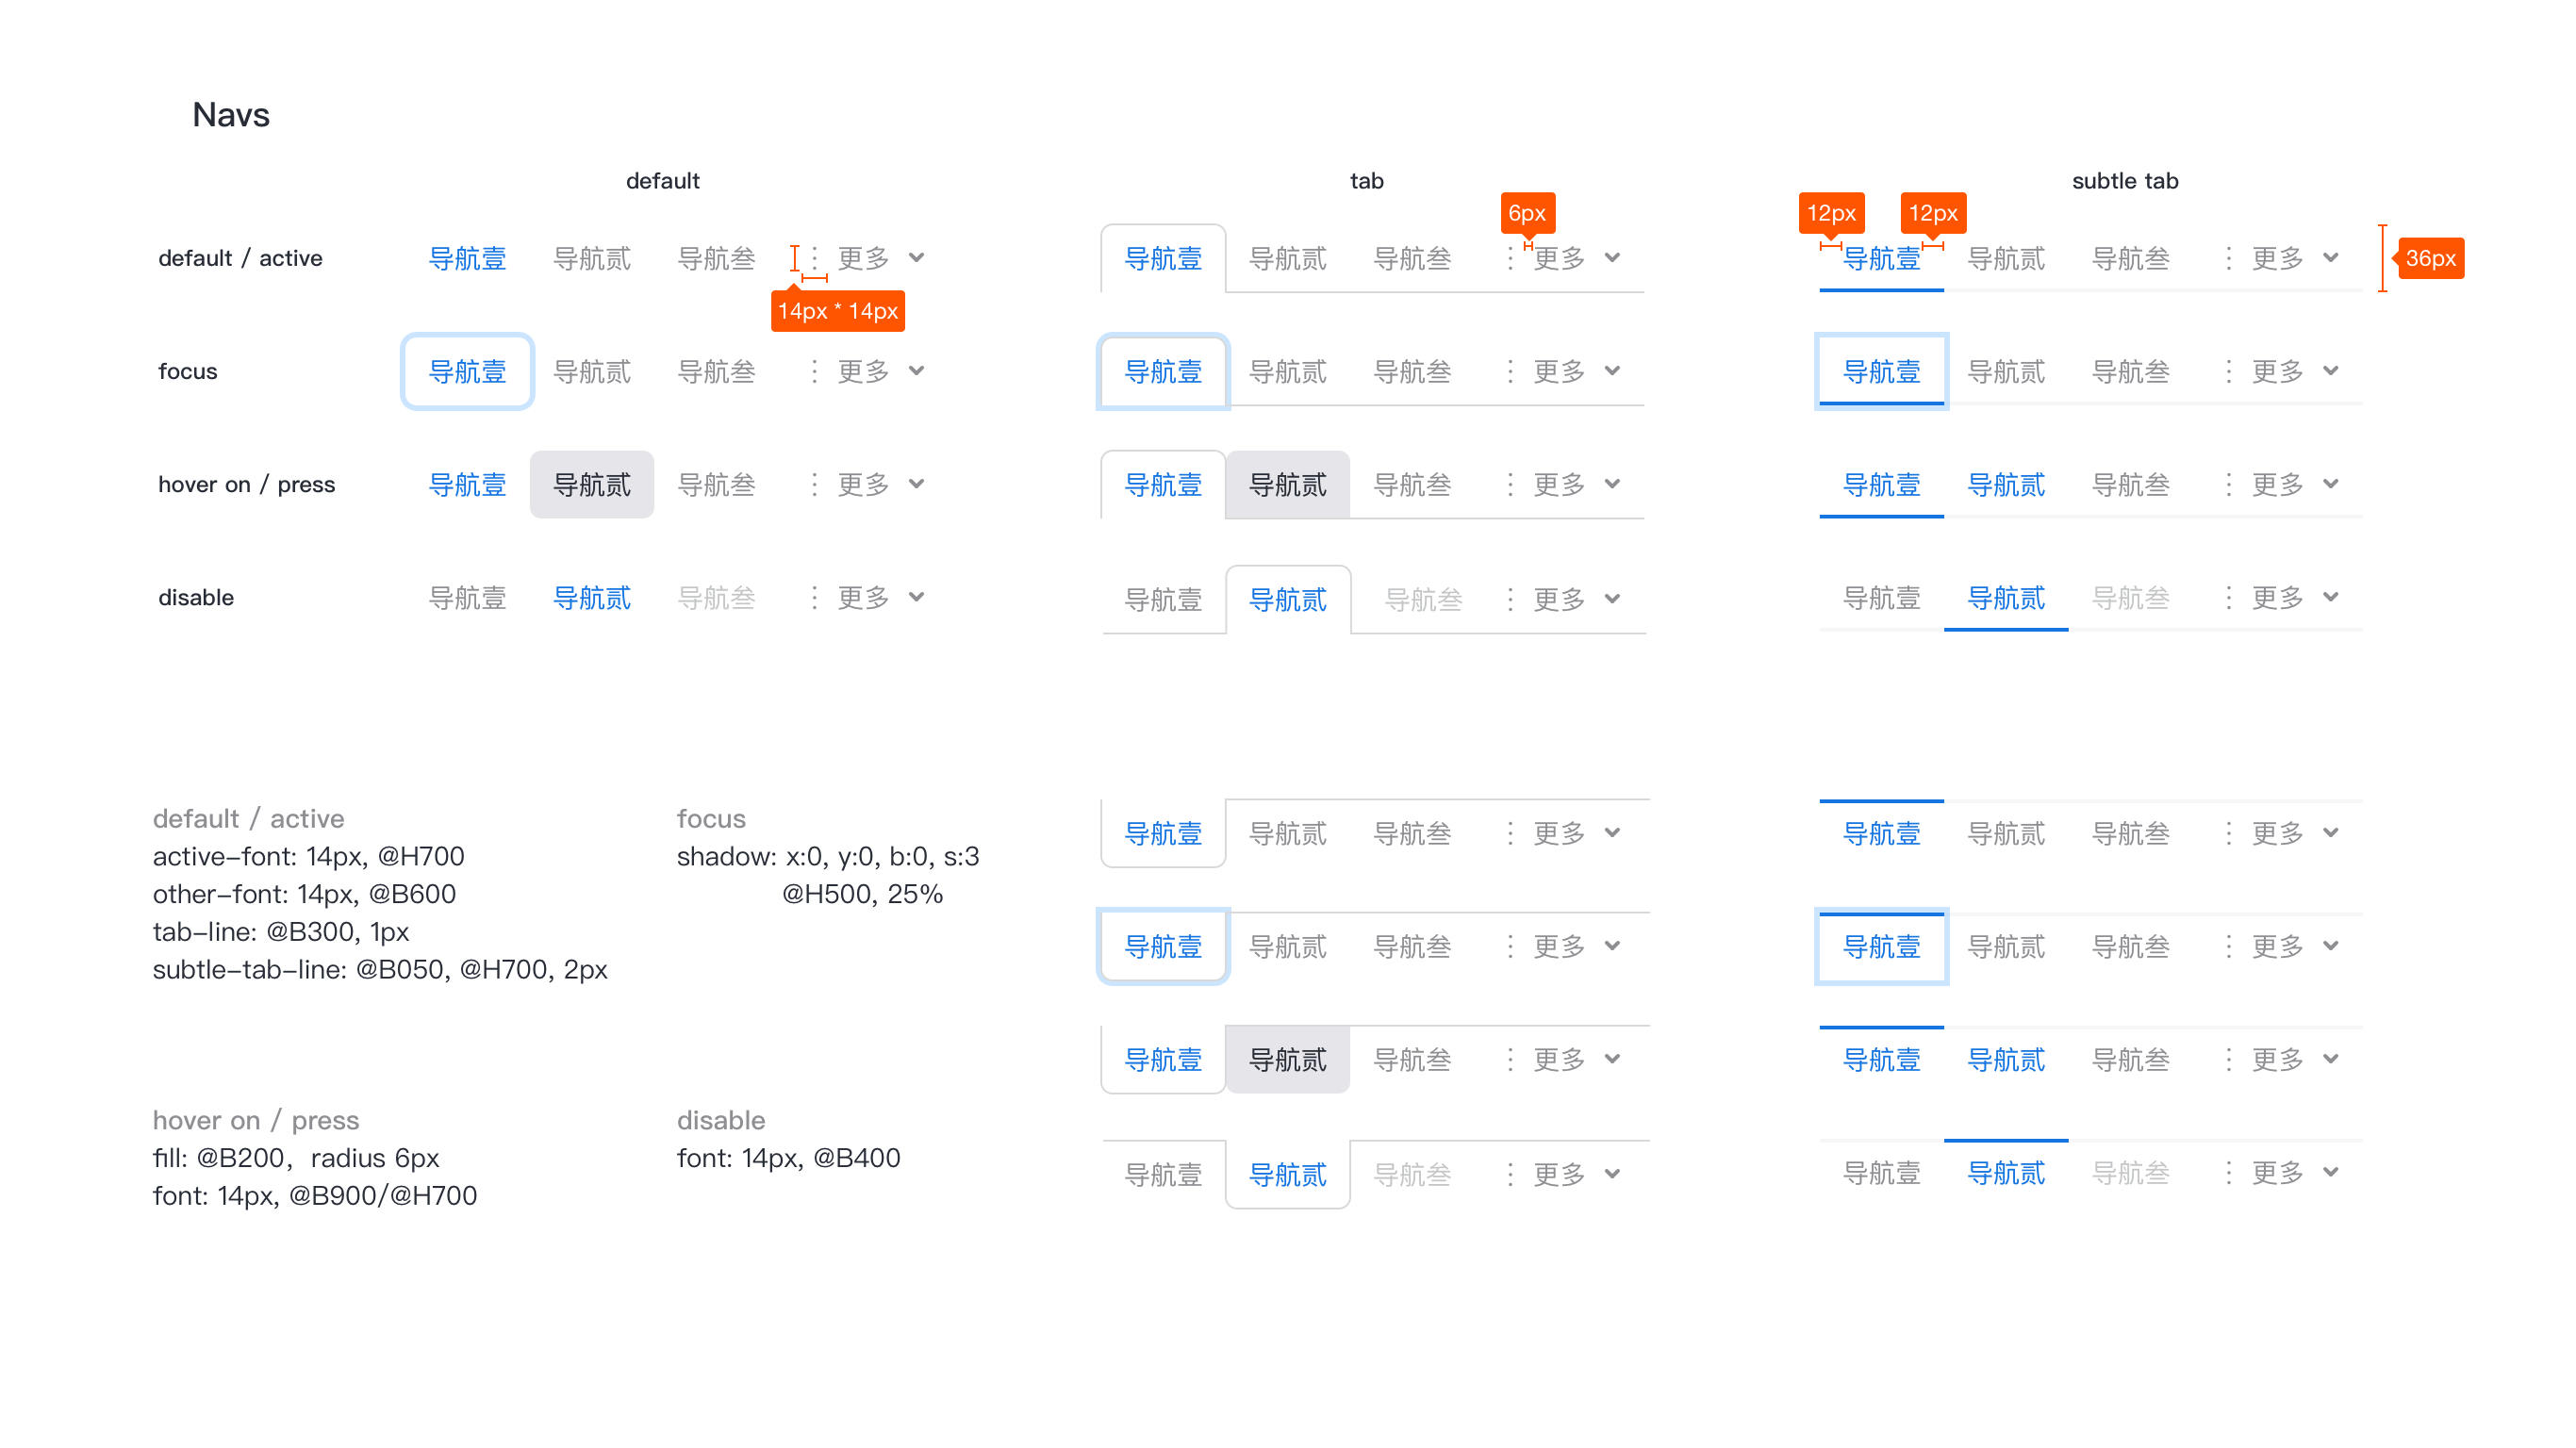 Navs
default
tab
subtle tab
6px
12px
12px
default / active
导航壹 导航贰 导航叁 更多
导航壹 导航贰 导航叁 更多
导航壹 导航贰 导航叁 更多
36px
14px * 14px
focus
导航壹 导航贰 导航叁 更多
导航壹 导航贰 导航叁 更多
导航壹 导航贰 导航叁 更多
hover on / press
导航壹 导航贰 导航叁 更多
导航壹 导航贰 导航叁 更多
导航壹 导航贰 导航叁 更多
disable
导航壹 导航贰 导航叁 更多
导航壹 导航贰 导航叁 更多
导航壹 导航贰 导航叁 更多
default / active
active-font: 14px, @H700
other-font: 14px, @B600
tab-line: @B300, 1px
subtle-tab-line: @B050, @H700, 2px
focus
shadow: x:0, y:0, b:0, s:3
@H500, 25%
hover on / press
fill: @B200，radius 6px
font: 14px, @B900/@H700
disable
font: 14px, @B400
导航壹 导航贰 导航叁 更多
导航壹 导航贰 导航叁 更多
导航壹 导航贰 导航叁 更多
导航壹 导航贰 导航叁 更多
导航壹 导航贰 导航叁 更多
导航壹 导航贰 导航叁 更多
导航壹 导航贰 导航叁 更多
导航壹 导航贰 导航叁 更多